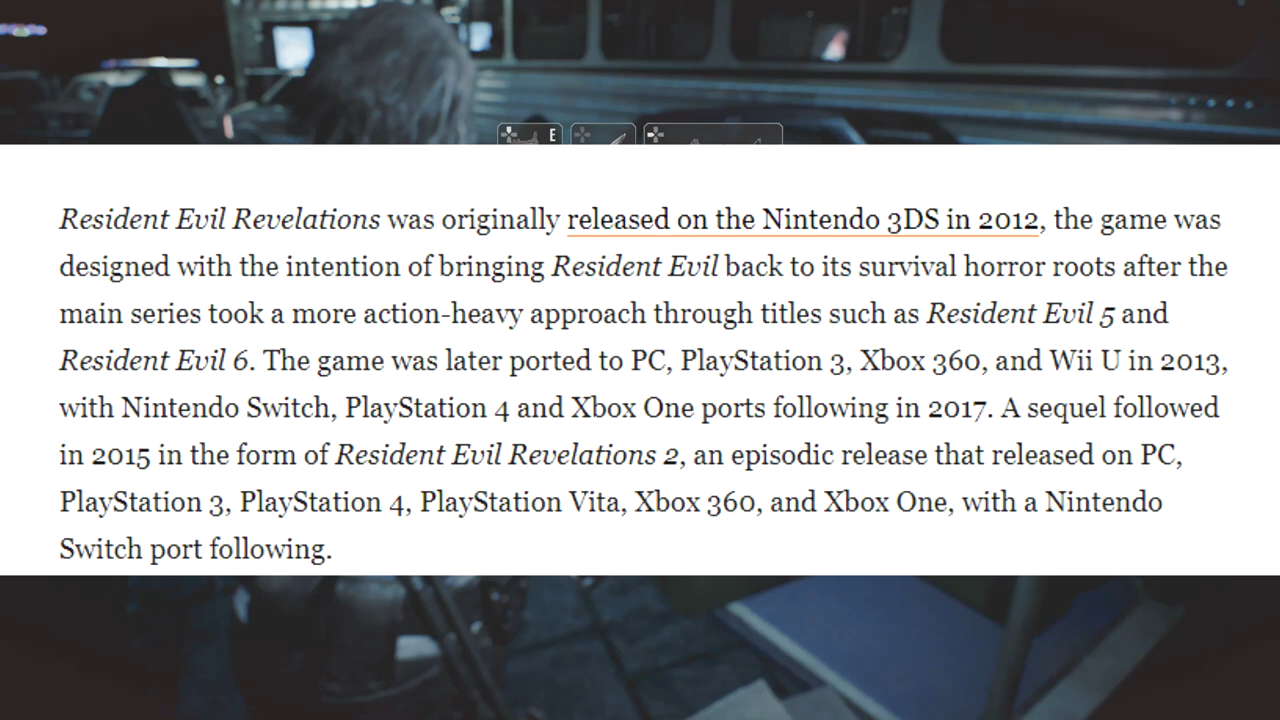 E
Resident Evil Revelations was originally released on the Nintendo 3DS in 2012, the game was
designed with the intention of bringing Resident Evil back to its survival horror roots after the
main series took a more action-heavy approach through titles such as Resident Evil 5 and
Resident Evil 6. The game was later ported to PC, PlayStation 3, Xbox 360, and Wii U in 2013,
with Nintendo Switch, PlayStation 4 and Xbox One ports following in 2017. A sequel followed
in 2015 in the form of Resident Evil Revelations 2, an episodic release that released on PC,
PlayStation 3, PlayStation 4, PlayStation Vita, Xbox 360, and Xbox One, with a Nintendo
Switch port following.